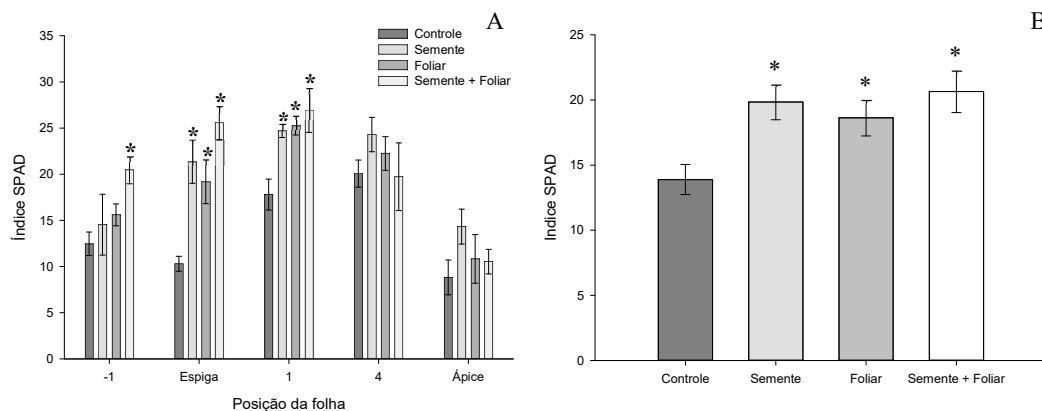 A
Índice SPAD
35
30
25
20
15
10
5
0
Controle
Semente
Foliar
Semente + Foliar
*
* * *
* * *
-1 Espiga 1 4 Ápice
Posição da folha
B
Indice SPAD
25
20
15
10
5
0
* * *
Controle Semente Foliar Semente + Foliar